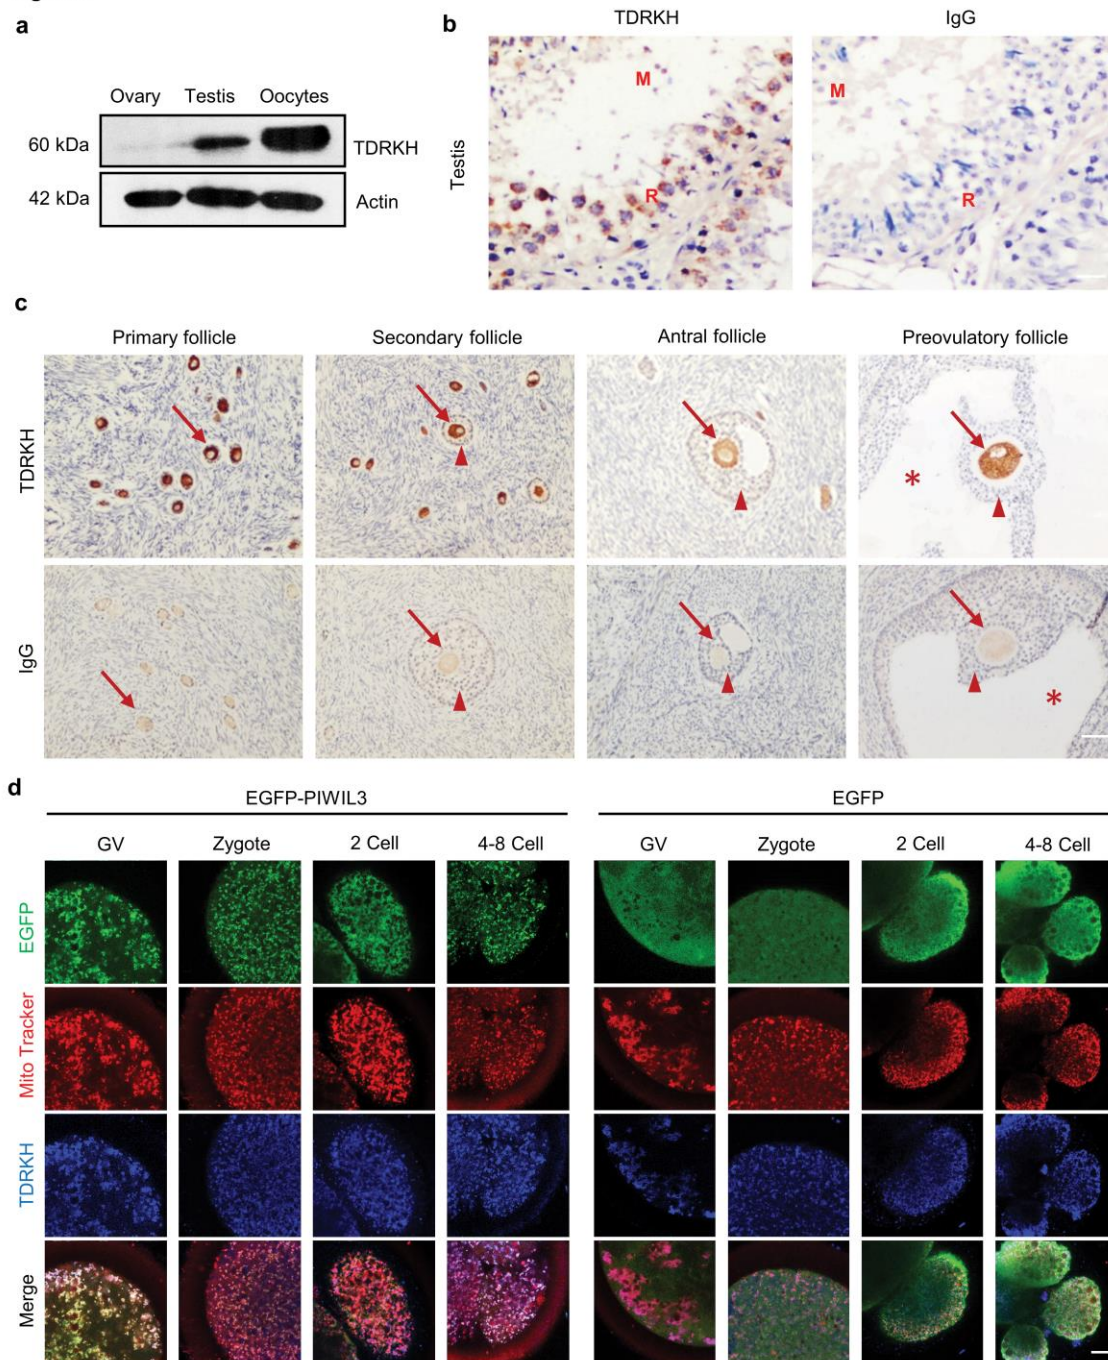 a
Ovary Testis Oocytes
60 kDa
TDRKH
42 kDa
Actin
b
TDRKH
IgG
Testis
M
R
M
R
c
Primary follicle
Secondary follicle
Antral follicle
Preovulatory follicle
TDRKH
*
IgG
*
d
EGFP-PIWIL3
EGFP
GV
Zygote
2 Cell
4-8 Cell
GV
Zygote
2 Cell
4-8 Cell
EGFP
Mito Tracker
TDRKH
Merge